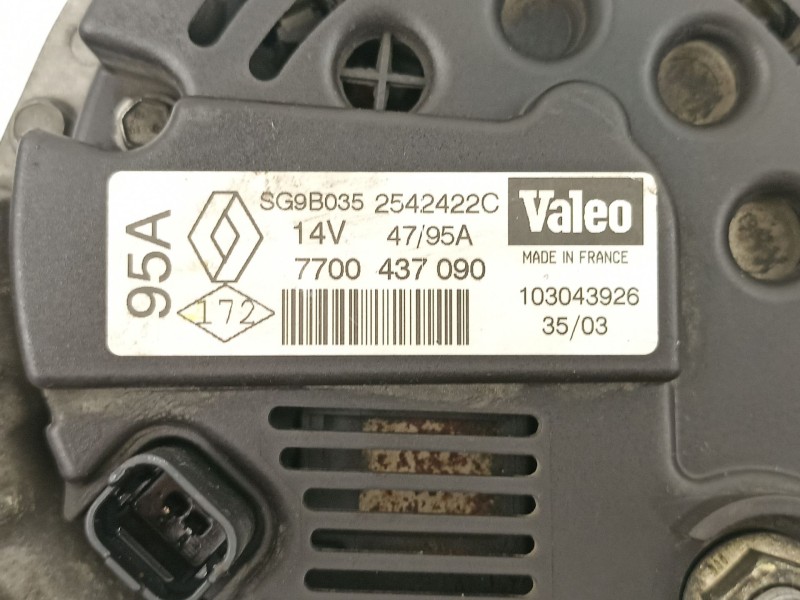 95A
SG9B035 2542422C
14V 47/95A
7700 437 090
172
Valeo
MADE IN FRANCE
103043926
35/03